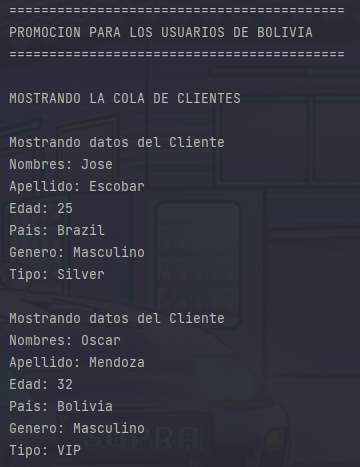 ==========================================
PROMOCION PARA LOS USUARIOS DE BOLIVIA
==========================================
MOSTRANDO LA COLA DE CLIENTES
Mostrando datos del Cliente
Nombres: Jose
Apellido: Escobar
Edad: 25
Pais: Brazil
Genero: Masculino
Tipo: Silver
Mostrando datos del Cliente
Nombres: Oscar
Apellido: Mendoza
Edad: 32
Pais: Bolivia
Genero: Masculino
Tipo: VIP
SUPRA